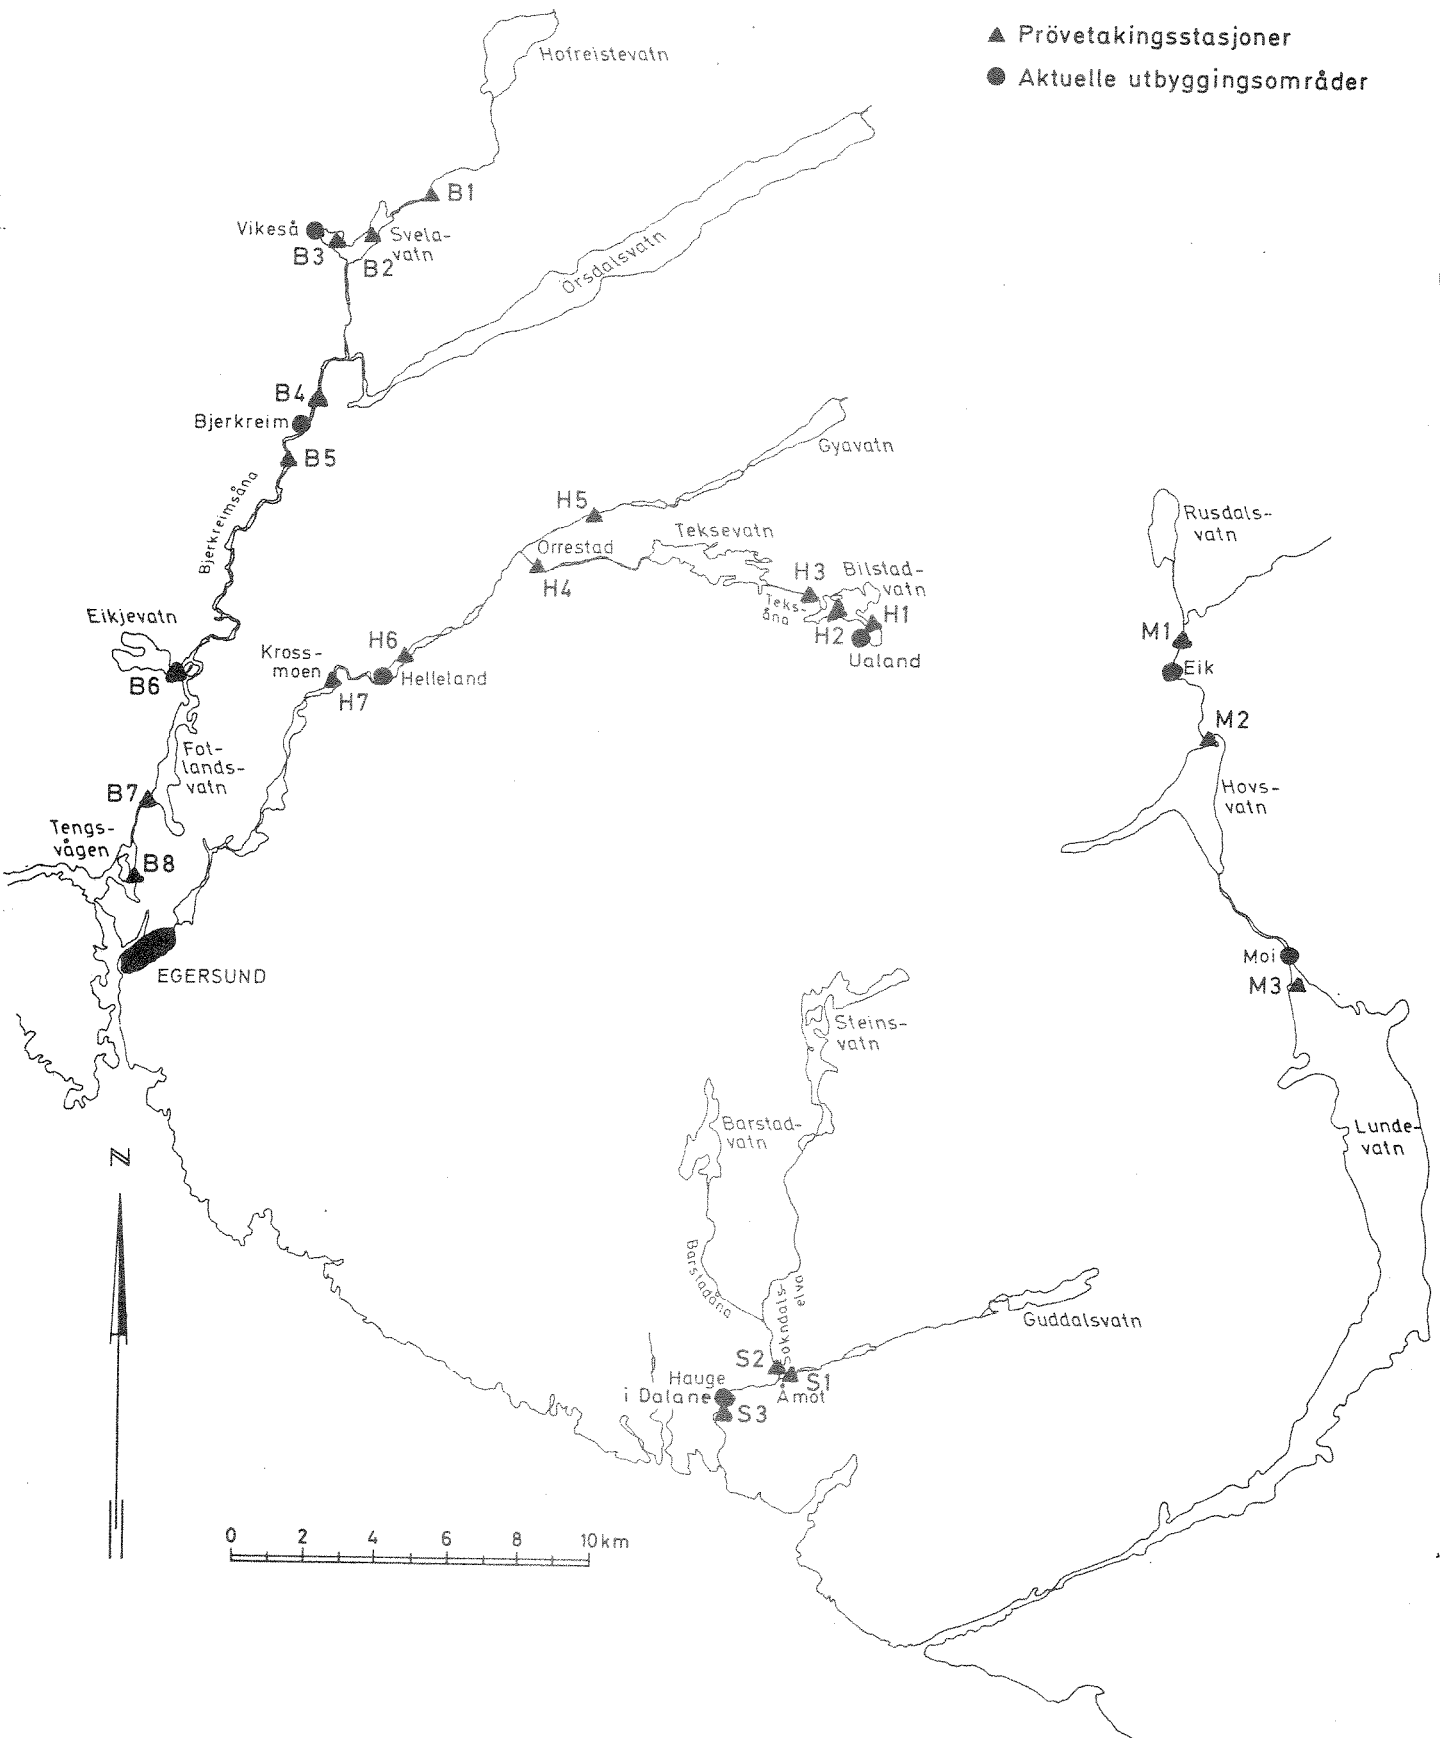 Prövetakingsstasjoner
Aktuelle utbyggingsområder
Hofreistevatn
B1
Vikeså
B3
B2
Svela-
vatn
Örsdalsvatn
B4
Bjerkreim
B5
Bjerkreimsåna
Gyavatn
H5
Orrestad
H4
Teksevatn
H3
Bilstad-
vatn
Teks-
åna
H2
H1
Ualand
Rusdals-
vatn
M1
Eik
M2
Hovs-
vatn
Eikjevatn
B6
Kross-
moen
H6
H7
Helleland
Fot-
lands-
vatn
B7
Tengs-
vågen
B8
EGERSUND
Moi
M3
Steins-
vatn
Barstad-
vatn
Lunde-
vatn
N
Barstadåna
Sokndals-
elva
Guddalsvatn
S2
S1
Åmot
Hauge
i Dalane
S3
0 2 4 6 8 10 km